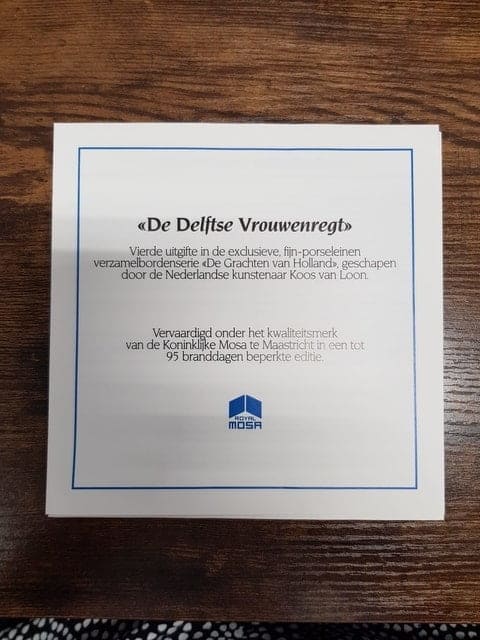 «De Delftse Vrouwenregt»
Vierde uitgifte in de exclusieve, fijn-porseleinen
verzamelbordenserie «De Grachten van Holland», geschapen
door de Nederlandse kunstenaar Koos van Loon.
Vervaardigd onder het kwaliteitsmerk
van de Koninklijke Mosa te Maastricht in een tot
95 branddagen beperkte editie.
ROYAL
MOSA